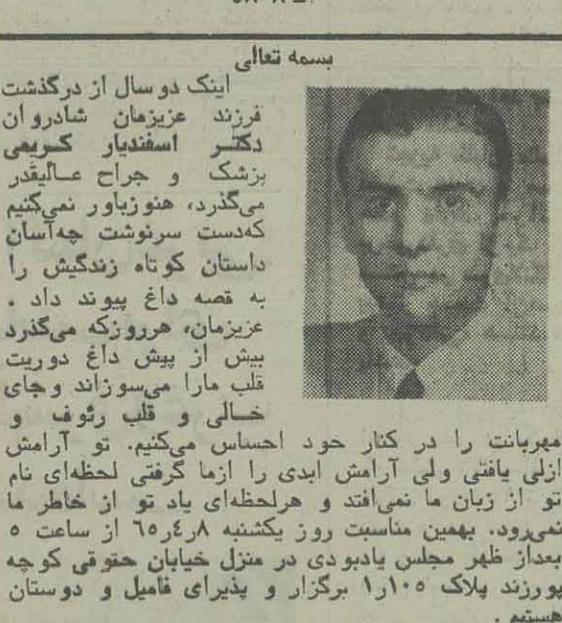 بسمه تعالی
اینک دو سال از درگذشت
فرزند عزیزمان شادروان
دکتر اسفندیار کریمی
پزشک و جراح عالیقدر
می‌گذرد، هنوز باور نمی‌کنیم
که‌دست سرنوشت چه‌آسان
داستان کوتاه زندگیش را
به قصه داغ پیوند داد .
عزیزمان، هرروزکه می‌گذرد
بیش از پیش داغ دوریت
قلب مارا می‌سوزاند وجای
خالی و قلب رئوف و
مهربانت را در کنار خود احساس می‌کنیم. تو آرامش
ازلی یافتی ولی آرامش ابدی را ازما گرفتی لحظه‌ای نام
تو از زبان ما نمی‌افتد و هرلحظه‌ای یاد تو از خاطر ما
نمی‌رود. بهمین مناسبت روز یکشنبه ۸ر۴ر۶۵ از ساعت ۵
بعداز ظهر مجلس یادبودی در منزل خیابان حقوقی کوچه
پورزند پلاک ۱۰۵ر۱ برگزار و پذیرای فامیل و دوستان
هستیم .